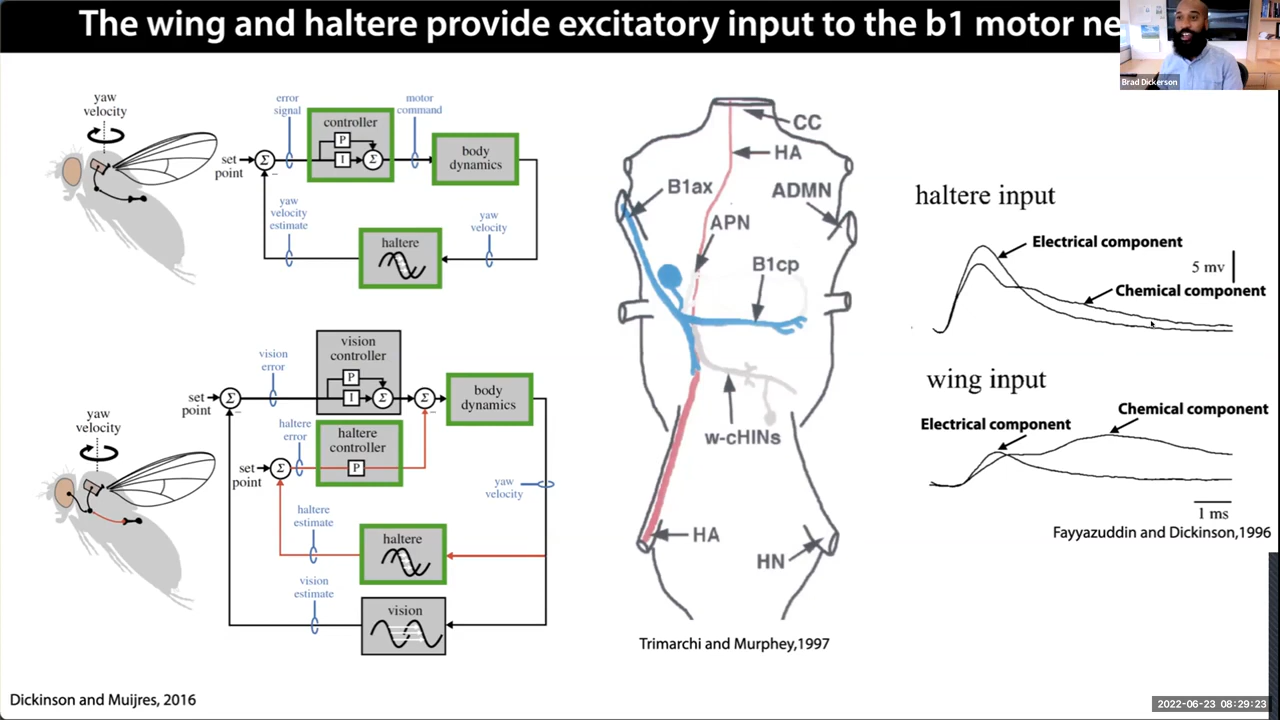 The wing and haltere provide excitatory input to the b1 motor ne
Brad Dickerson
yaw
velocity
set
point
Σ
−
error
signal
controller
P
I
Σ
motor
command
body
dynamics
yaw
velocity
estimate
haltere
yaw
velocity
yaw
velocity
set
point
Σ
−
vision
error
vision
controller
P
I
Σ
Σ
−
body
dynamics
haltere
error
haltere
controller
P
set
point
Σ
haltere
estimate
haltere
yaw
velocity
vision
estimate
vision
Dickinson and Muijres, 2016
CC
HA
B1ax
ADMN
APN
B1cp
w-cHINs
HA
HN
Trimarchi and Murphey,1997
haltere input
Electrical component
5 mv
Chemical component
wing input
Chemical component
Electrical component
1 ms
Fayyazuddin and Dickinson,1996
2022-06-23 08:29:23